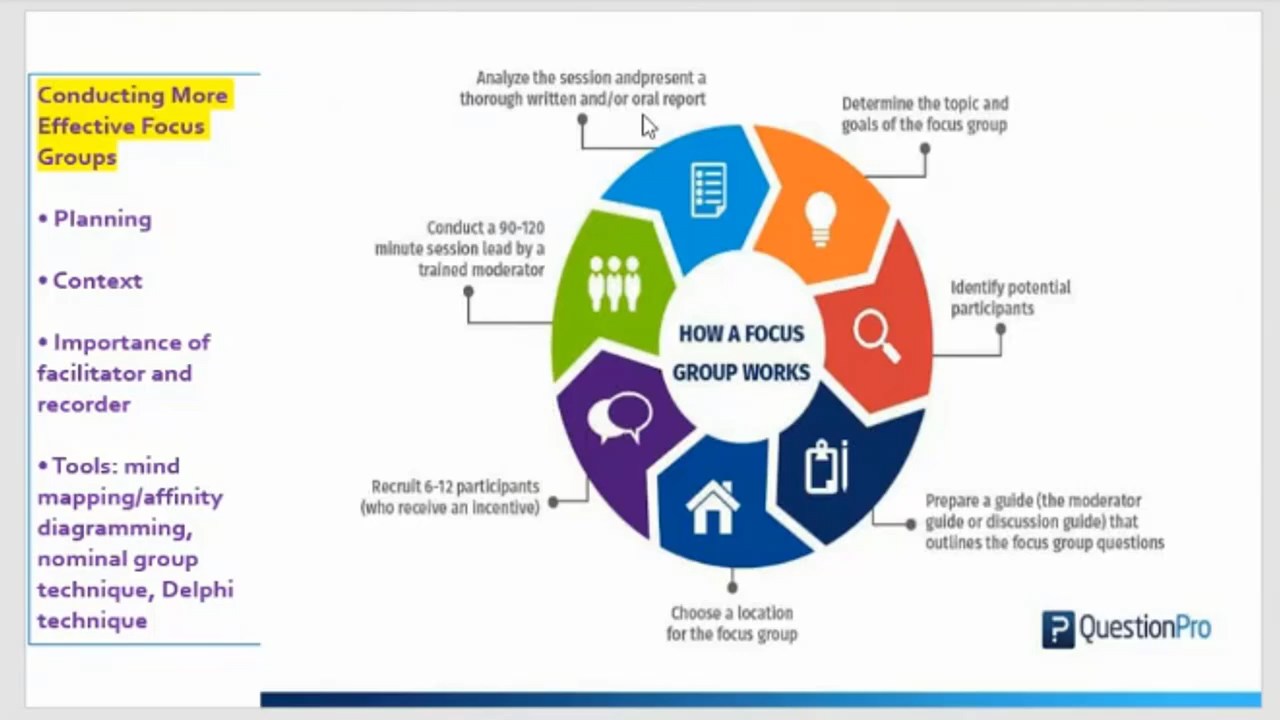 Conducting More
Effective Focus
Groups
• Planning
• Context
• Importance of
facilitator and
recorder
• Tools: mind
mapping/affinity
diagramming,
nominal group
technique, Delphi
technique
Analyze the session andpresent a
thorough written and/or oral report
Determine the topic and
goals of the focus group
Conduct a 90-120
minute session lead by a
trained moderator
Identify potential
participants
HOW A FOCUS
GROUP WORKS
Recruit 6-12 participants
(who receive an incentive)
Prepare a guide (the moderator
guide or discussion guide) that
outlines the focus group questions
Choose a location
for the focus group
QuestionPro